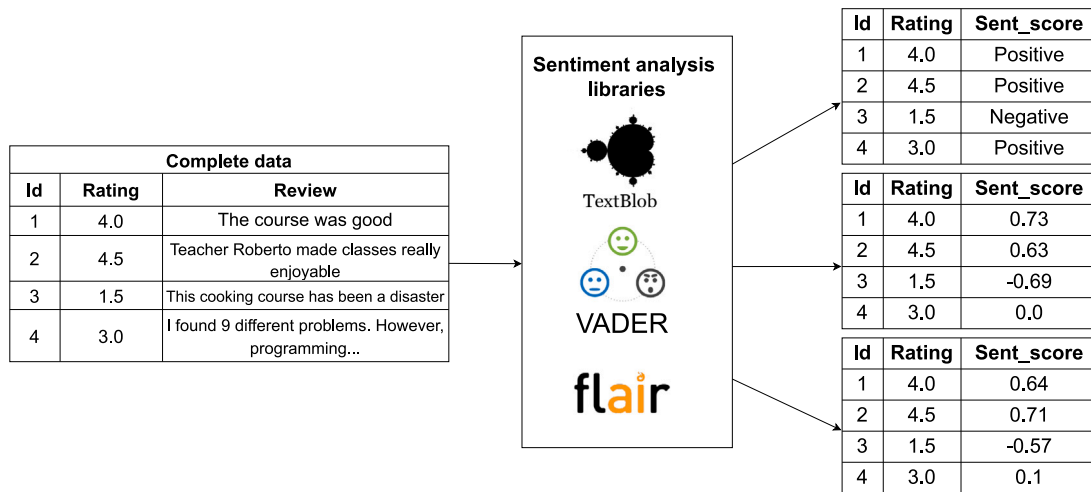 Complete data
Id Rating Review
1 4.0 The course was good
2 4.5 Teacher Roberto made classes really
enjoyable
3 1.5 This cooking course has been a disaster
4 3.0 I found 9 different problems. However,
programming...
Sentiment analysis
libraries
TextBlob
VADER
flair
Id Rating Sent_score
1 4.0 Positive
2 4.5 Positive
3 1.5 Negative
4 3.0 Positive
Id Rating Sent_score
1 4.0 0.73
2 4.5 0.63
3 1.5 -0.69
4 3.0 0.0
Id Rating Sent_score
1 4.0 0.64
2 4.5 0.71
3 1.5 -0.57
4 3.0 0.1